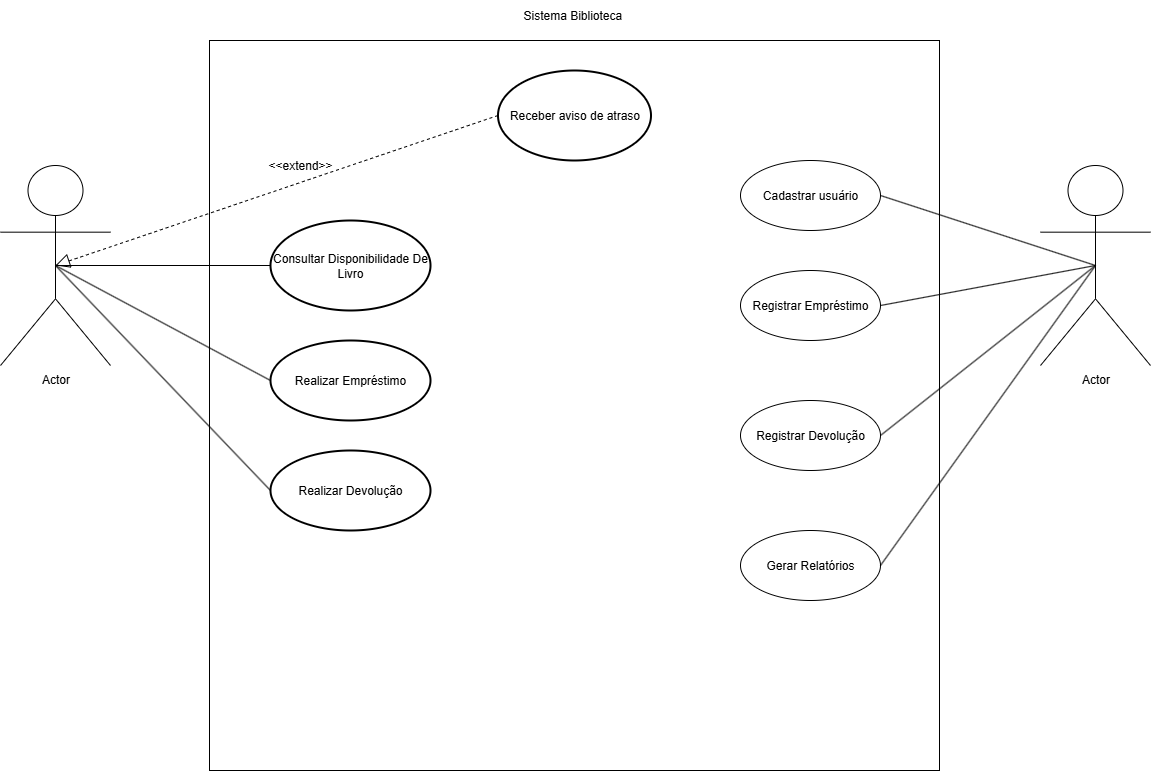 Sistema Biblioteca
Receber aviso de atraso
<<extend>>
Cadastrar usuário
Consultar Disponibilidade De
Livro
Registrar Empréstimo
Realizar Empréstimo
Actor
Actor
Registrar Devolução
Realizar Devolução
Gerar Relatórios